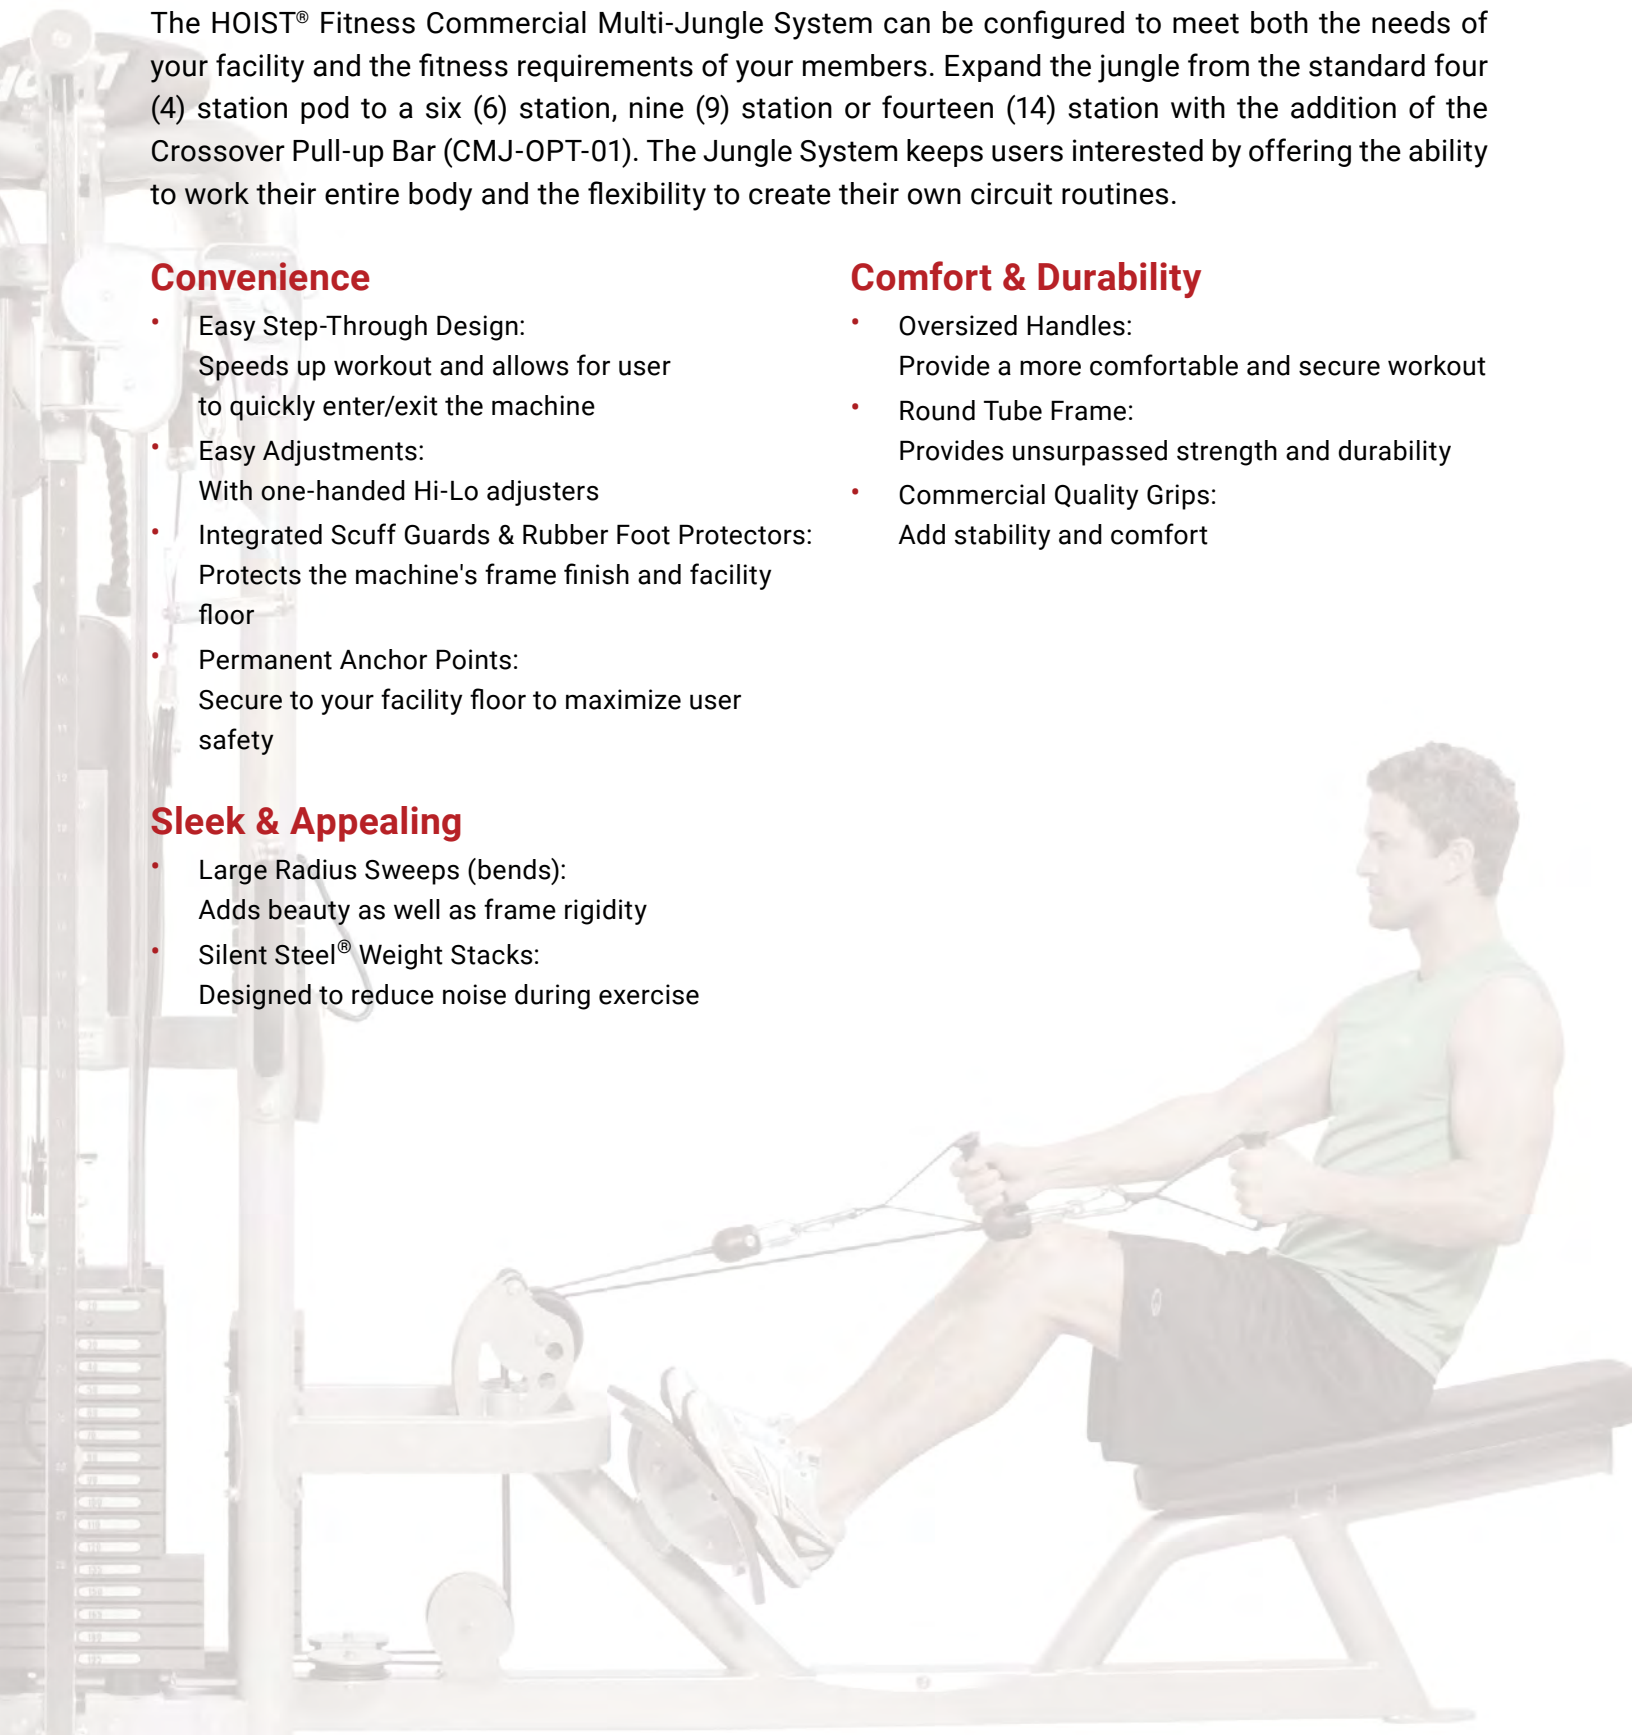 The HOIST® Fitness Commercial Multi-Jungle System can be configured to meet both the needs of
your facility and the fitness requirements of your members. Expand the jungle from the standard four
(4) station pod to a six (6) station, nine (9) station or fourteen (14) station with the addition of the
Crossover Pull-up Bar (CMJ-OPT-01). The Jungle System keeps users interested by offering the ability
to work their entire body and the flexibility to create their own circuit routines.
Convenience
• Easy Step-Through Design:
Speeds up workout and allows for user
to quickly enter/exit the machine
• Easy Adjustments:
With one-handed Hi-Lo adjusters
• Integrated Scuff Guards & Rubber Foot Protectors:
Protects the machine's frame finish and facility
floor
• Permanent Anchor Points:
Secure to your facility floor to maximize user
safety
Sleek & Appealing
• Large Radius Sweeps (bends):
Adds beauty as well as frame rigidity
• Silent Steel® Weight Stacks:
Designed to reduce noise during exercise
Comfort & Durability
• Oversized Handles:
Provide a more comfortable and secure workout
• Round Tube Frame:
Provides unsurpassed strength and durability
• Commercial Quality Grips:
Add stability and comfort